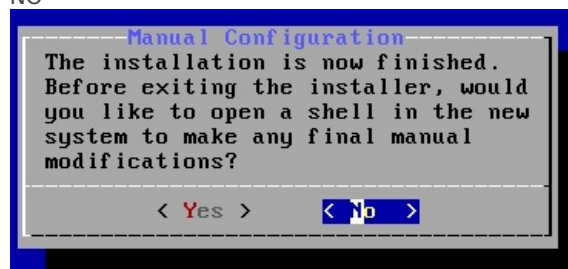 NO
Manual Configuration
The installation is now finished.
Before exiting the installer, would
you like to open a shell in the new
system to make any final manual
modifications?
< Yes > < No >